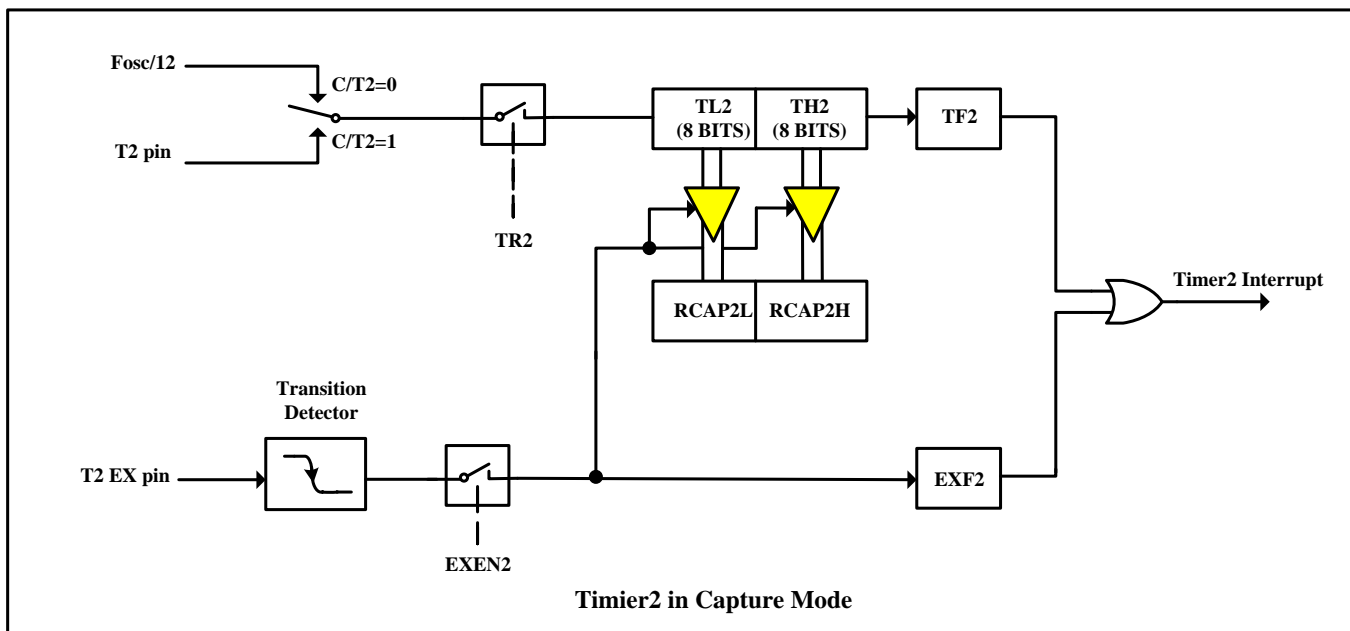 Fosc/12
C/T2=0
C/T2=1
T2 pin
TR2
TL2
(8 BITS)
TH2
(8 BITS)
TF2
RCAP2L
RCAP2H
Timer2 Interrupt
Transition
Detector
T2 EX pin
EXEN2
EXF2
Timier2 in Capture Mode